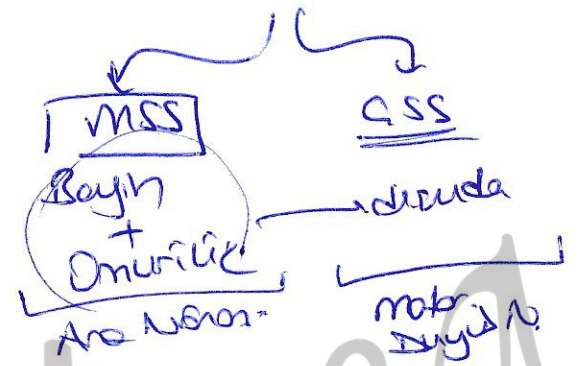 MSS
ÇSS
Beyin
+
Omurilik
dışında
Ara Nöron
motor
Duyu N.